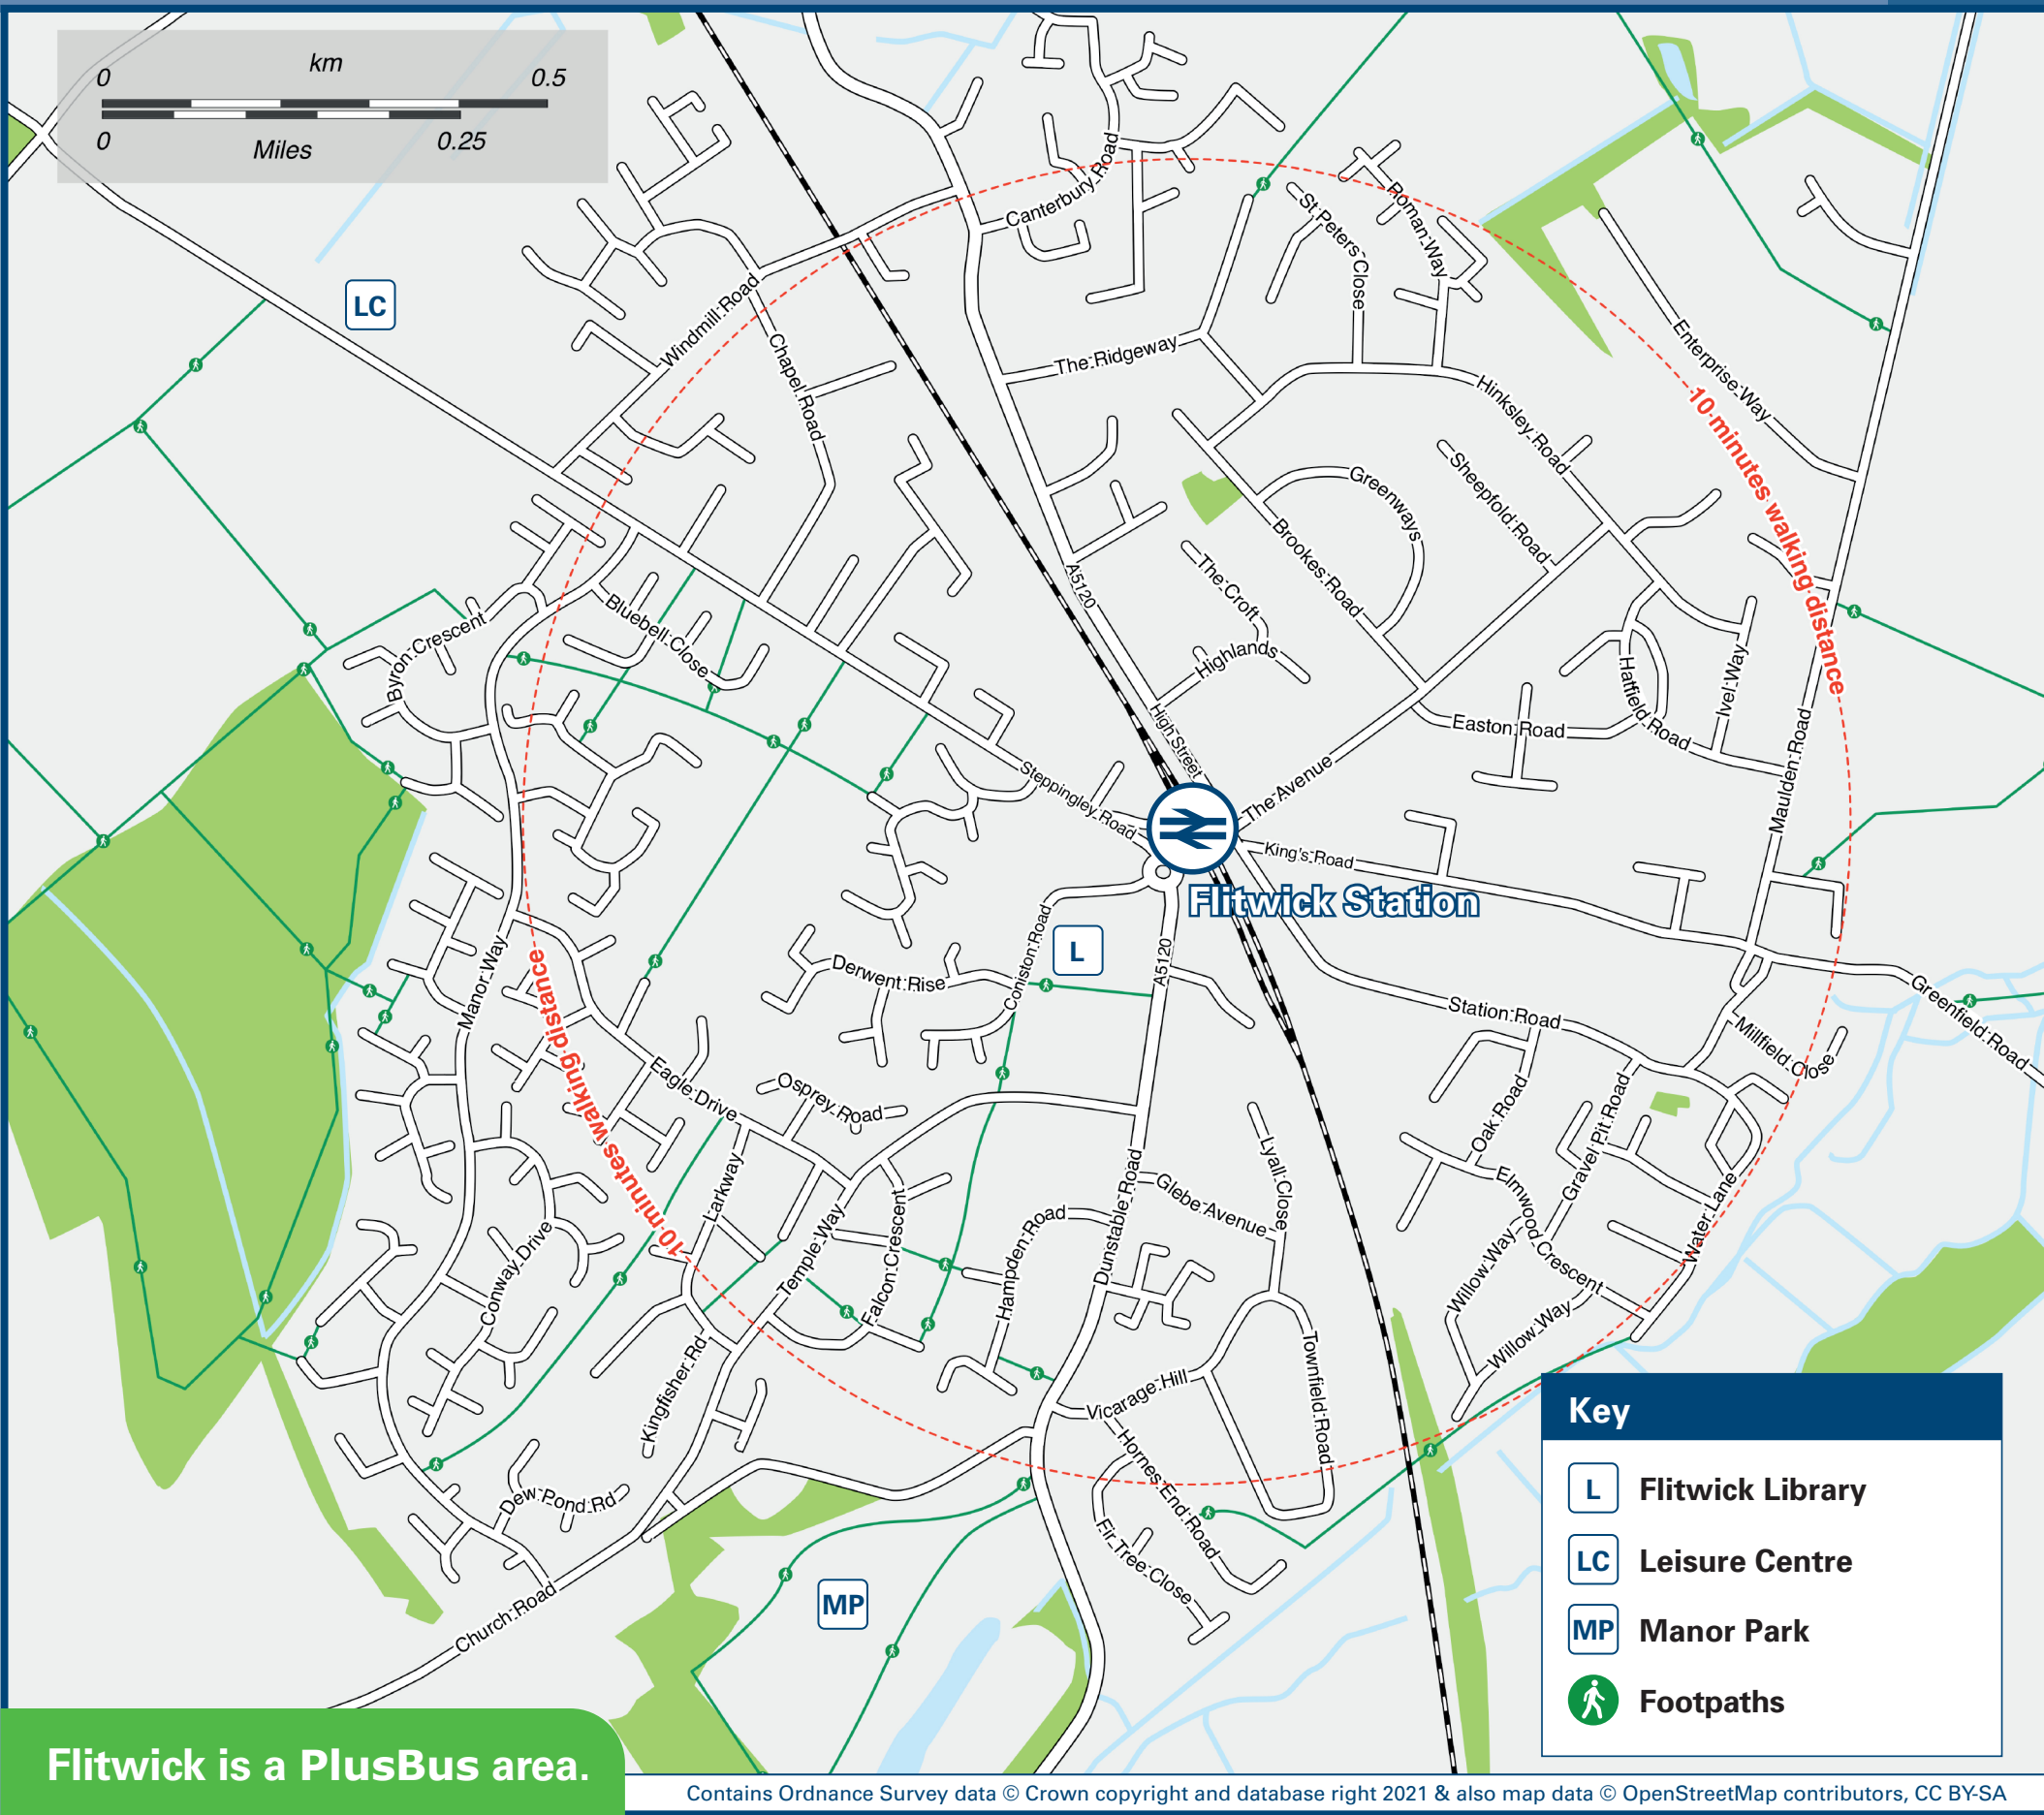 km
0
0.5
0
0.25
Miles
LC
Canterbury Road
Roman Way
St Peters Close
Windmill Road
Chapel Road
The Ridgeway
Enterprise Way
Hinksley Road
10 minutes walking distance
Greenways
Sheepfold Road
Brookes Road
A5120
The Croft
Highlands
Bluebell Close
Byrom Crescent
Hatfield Road
Ivel Way
Easton Road
Maulden Road
High Street
The Avenue
Steppingley Road
King's Road
Flitwick Station
L
Coniston Road
A5120
Derwent Rise
Manor Way
10 minutes walking distance
Station Road
Greenfield Road
Millfield Close
Eagle Drive
Osprey Road
Oak Road
Gravel Pit Road
Lyall Close
Larkway
Glebe Avenue
Dunstable Road
Elmwood Crescent
Water Lane
Temple Way
Falcon Crescent
Hampden Road
Conway Drive
Willow Way
Willow Way
Kingfisher Rd
Townfield Road
Vicarage Hill
Hornes End Road
Dew Pond Rd
Fir Tree Close
Church Road
MP
Key
L Flitwick Library
LC Leisure Centre
MP Manor Park
Footpaths
Flitwick is a PlusBus area.
Contains Ordnance Survey data © Crown copyright and database right 2021 & also map data © OpenStreetMap contributors, CC BY-SA